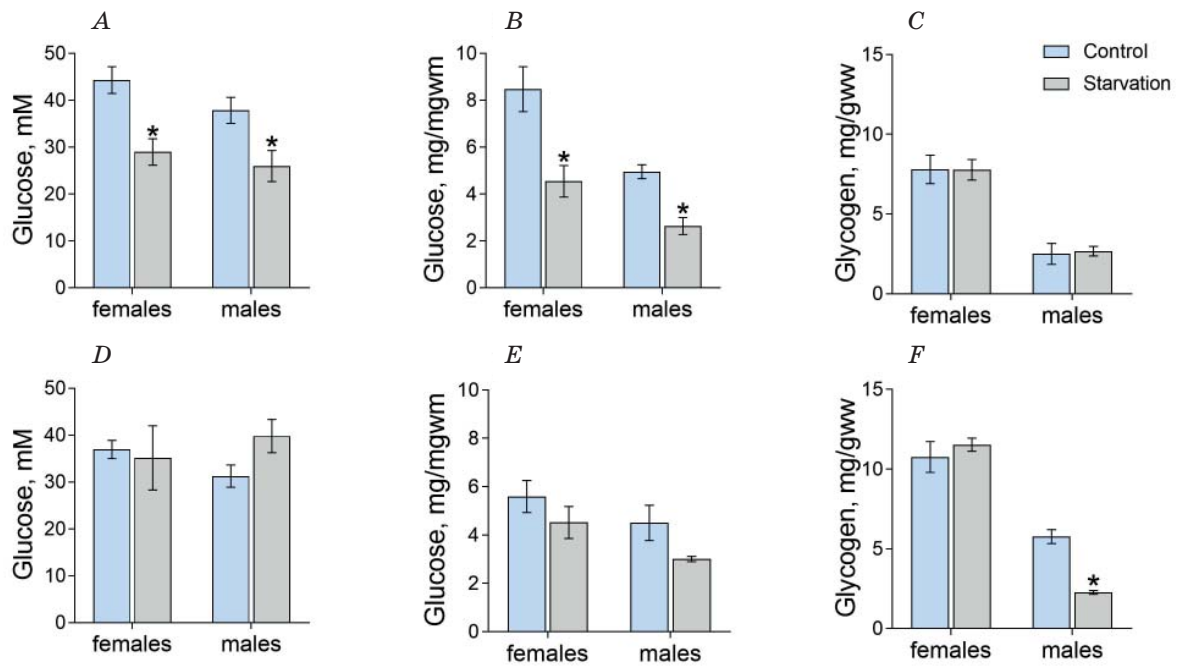 A
B
C
Glucose, mM
50
40
30
20
10
0
*
*
females
males
Glucose, mg/mgwm
10
8
6
4
2
0
*
*
females
males
Glycogen, mg/gww
15
10
5
0
females
males
Control
Starvation
D
E
F
Glucose, mM
50
40
30
20
10
0
females
males
Glucose, mg/mgwm
10
8
6
4
2
0
females
males
Glycogen, mg/gww
15
10
5
0
*
females
males